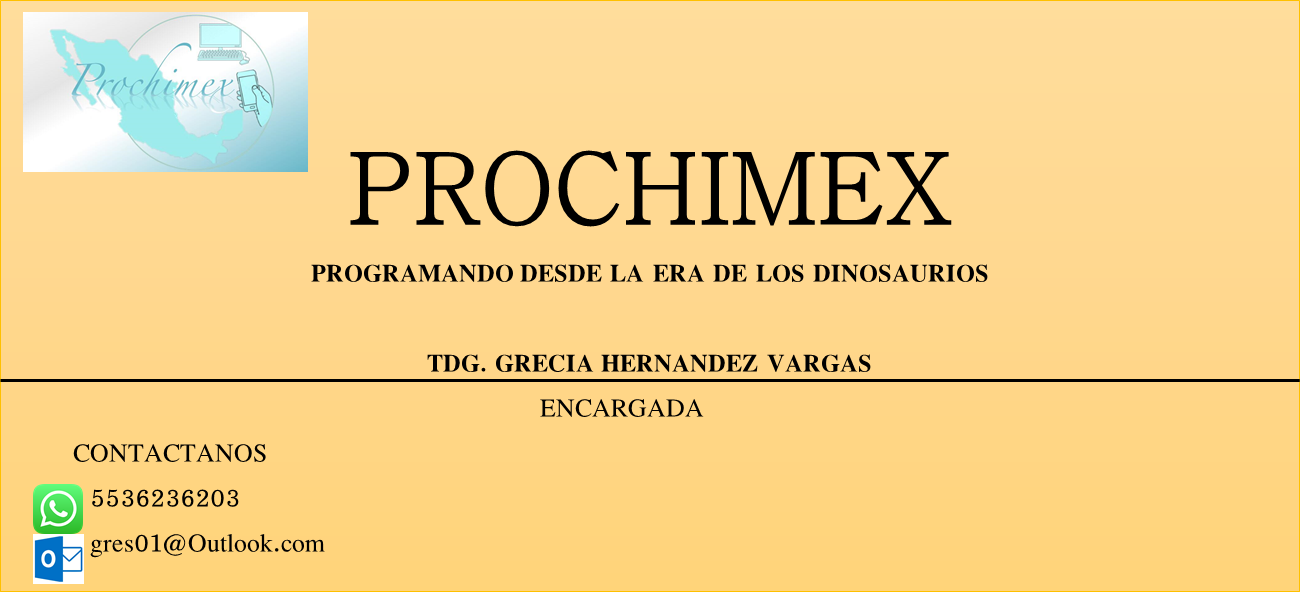 Prochimex
PROCHIMEX
PROGRAMANDO DESDE LA ERA DE LOS DINOSAURIOS
TDG. GRECIA HERNANDEZ VARGAS
ENCARGADA
CONTACTANOS
5536236203
gres01@Outlook.com